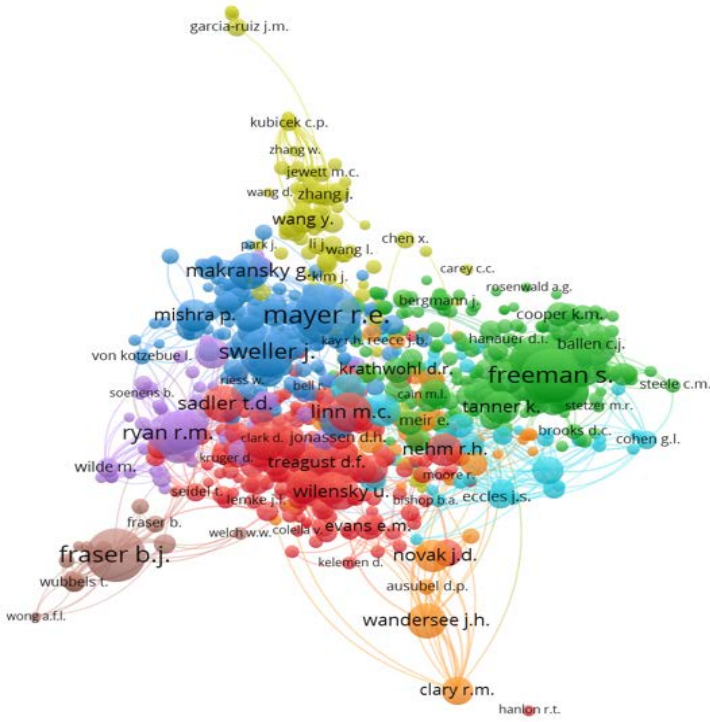 garcia-ruiz j.m.
kubicek c.p.
zhang w.
jewett m.c.
wang d. zhang j.
wang y.
park j. li j. wang l. chen x.
makransky g. kim j. carey c.c.
rosenwald a.g.
bergmann j.
mishra p. mayer r.e. cooper k.m.
kay r.h. reece j.b. hanauer d.i.
ballen c.j.
von kotzebue l. sweller j.
krathwohl d.r.
riess w. bell r. freeman s. steele c.m.
soenens b. cain m.l.
sadler t.d. linn m.c. tanner k. stetzer m.r.
meir e.
ryan r.m. clark d. jonassen d.h. brooks d.c. cohen g.l.
nehm r.h.
kruger d. treagust d.f.
wilde m. moore r.
seidel t. lemke j.l. wilensky u. bishop b.a. eccles j.s.
fraser b. welch w.w. colella v. evans e.m.
fraser b.j. kelemen d. novak j.d.
wubbels t. ausubel d.p.
wong a.f.l. wandersee j.h.
clary r.m.
hanlon r.t.